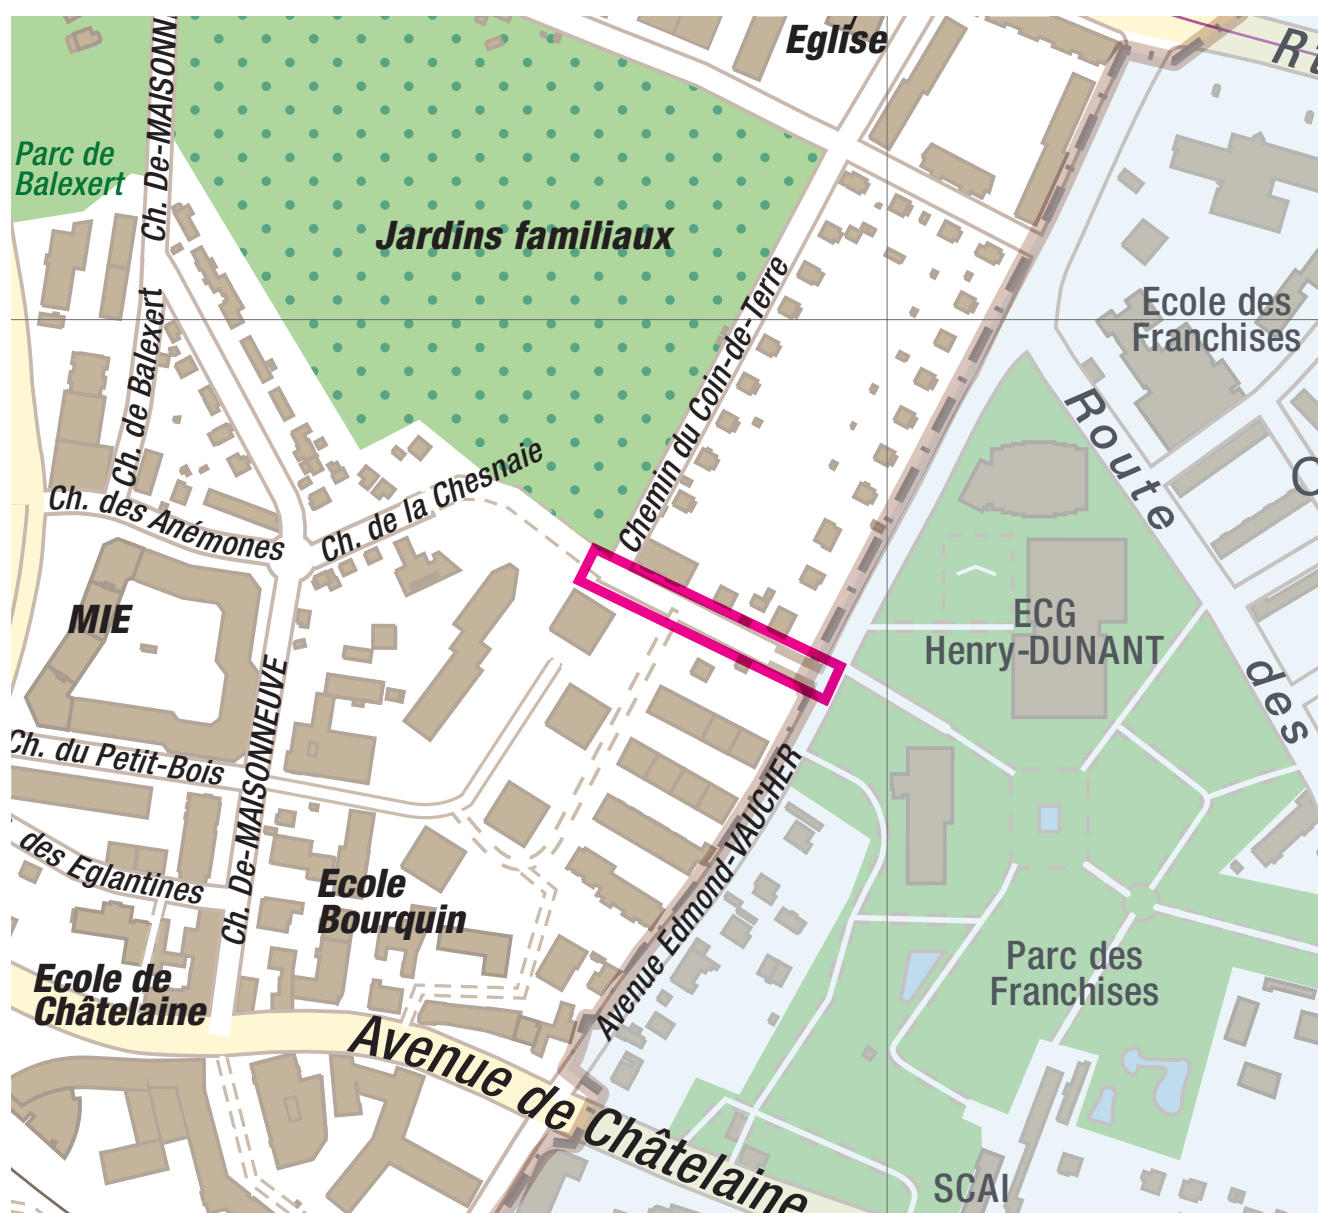 Eglise
Parc de
Balexert
Ch. De-MAISONN
Jardins familiaux
Ch. de Balexert
Chemin du Coin-de-Terre
Ecole des
Franchises
Route
des
Ch. des Anémones
Ch. de la Chesnaie
MIE
ECG
Henry-DUNANT
Ch. du Petit-Bois
Ch. De-MAISONNEUVE
Avenue Edmond-VAUCHER
des Eglantines
Ecole
Bourquin
Ecole de
Châtelaine
Parc des
Franchises
Avenue de Châtelaine
SCAI